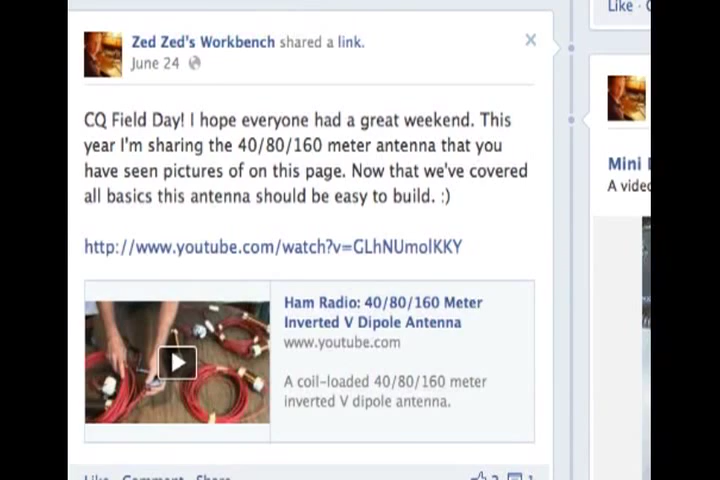 Like ·
Zed Zed's Workbench shared a link.
June 24
CQ Field Day! I hope everyone had a great weekend. This
year I'm sharing the 40/80/160 meter antenna that you
have seen pictures of on this page. Now that we've covered
all basics this antenna should be easy to build. :)
http://www.youtube.com/watch?v=GLhNUmolKKY
Ham Radio: 40/80/160 Meter
Inverted V Dipole Antenna
www.youtube.com
A coil-loaded 40/80/160 meter
inverted V dipole antenna.
Like · Comment · Share
Mini
A video